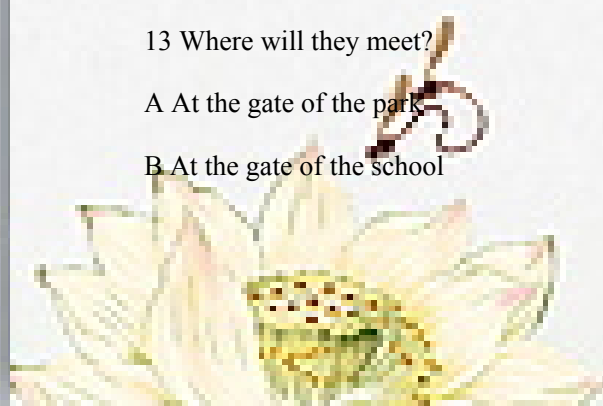 13 Where will they meet?
A At the gate of the park
B At the gate of the school